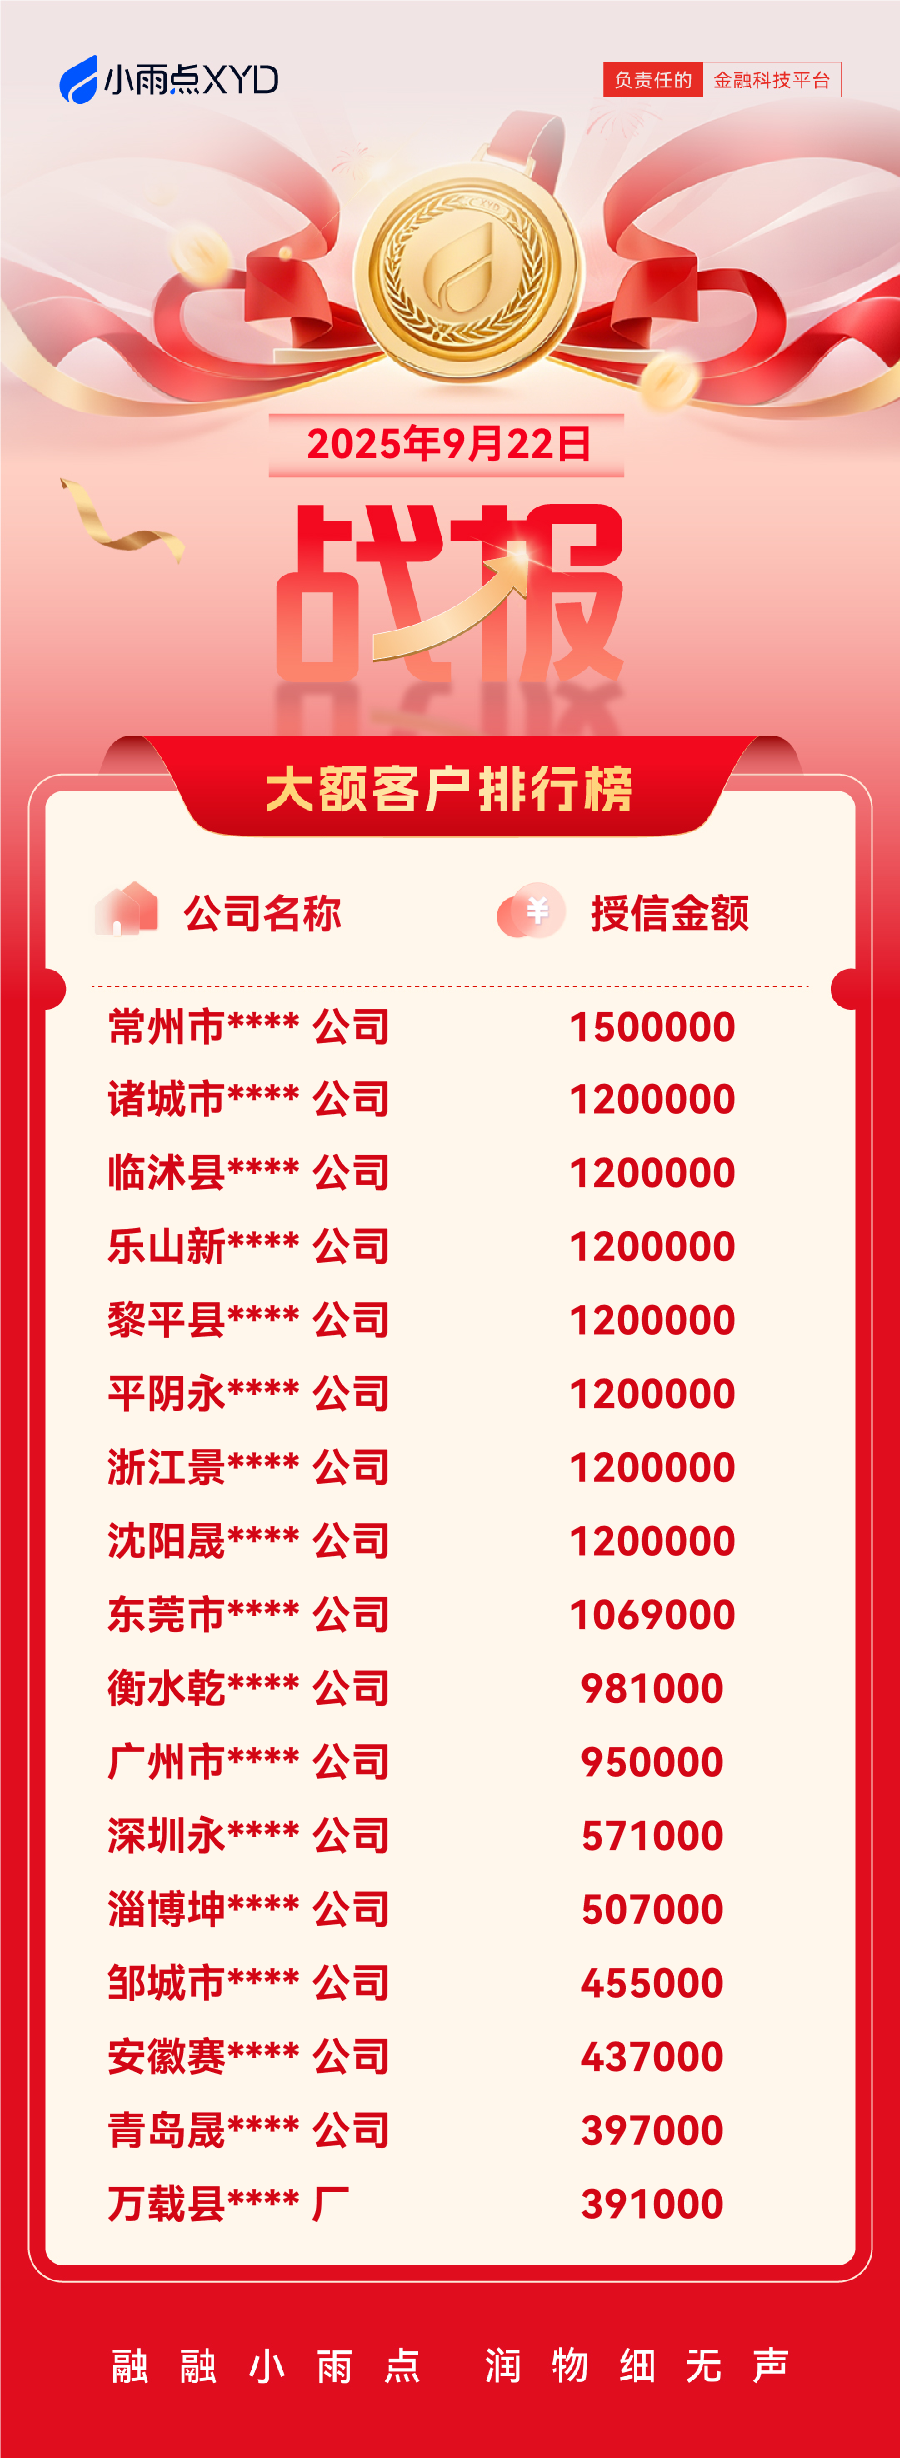 小雨点XYD
负责任的 金融科技平台
XYD
2025年9月22日
战报
大额客户排行榜
公司名称 授信金额
常州市**** 公司 1500000
诸城市**** 公司 1200000
临沭县**** 公司 1200000
乐山新**** 公司 1200000
黎平县**** 公司 1200000
平阴永**** 公司 1200000
浙江景**** 公司 1200000
沈阳晟**** 公司 1200000
东莞市**** 公司 1069000
衡水乾**** 公司 981000
广州市**** 公司 950000
深圳永**** 公司 571000
淄博坤**** 公司 507000
邹城市**** 公司 455000
安徽赛**** 公司 437000
青岛晟**** 公司 397000
万载县**** 厂 391000
融融小雨点 润物细无声